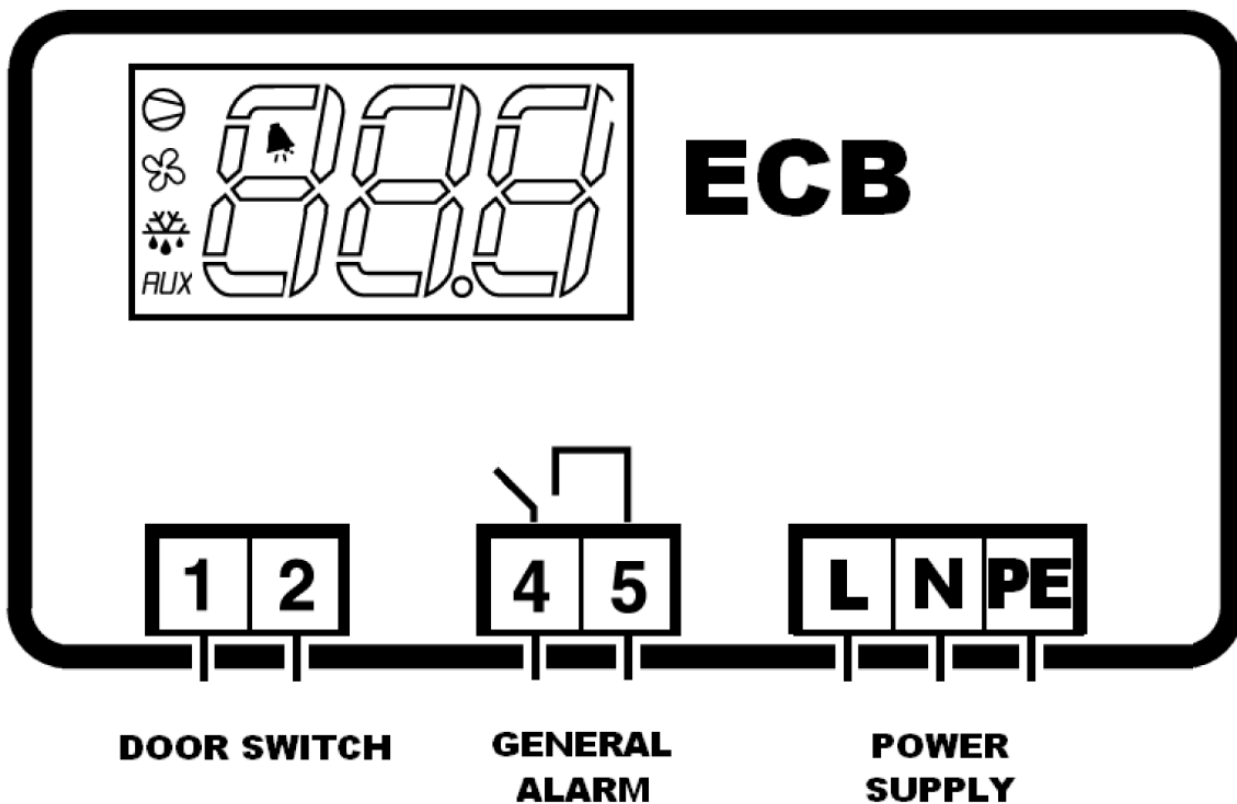 ECB
AUX
1 2
4 5
L N PE
DOOR SWITCH
GENERAL
ALARM
POWER
SUPPLY